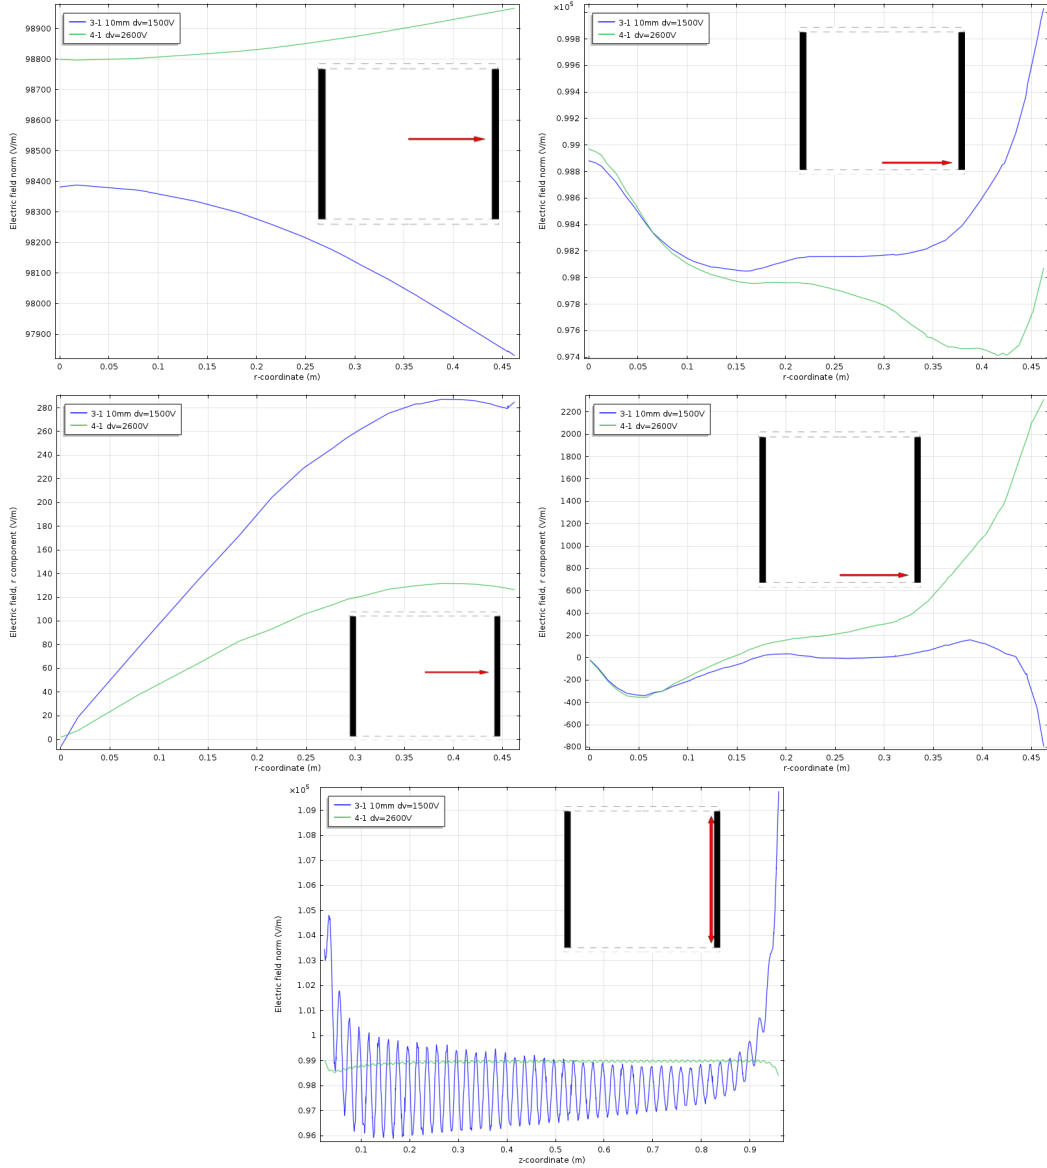 3-1 10mm dv=1500V
4-1 dv=2600V
Electric field norm (V/m)
98900
98800
98700
98600
98500
98400
98300
98200
98100
98000
97900
0 0.05 0.1 0.15 0.2 0.25 0.3 0.35 0.4 0.45
r-coordinate (m)
×10⁵
3-1 10mm dv=1500V
4-1 dv=2600V
Electric field norm (V/m)
0.998
0.996
0.994
0.992
0.99
0.988
0.986
0.984
0.982
0.98
0.978
0.976
0.974
0 0.05 0.1 0.15 0.2 0.25 0.3 0.35 0.4 0.45
r-coordinate (m)
3-1 10mm dv=1500V
4-1 dv=2600V
Electric field, r component (V/m)
280
260
240
220
200
180
160
140
120
100
80
60
40
20
0
0 0.05 0.1 0.15 0.2 0.25 0.3 0.35 0.4 0.45
r-coordinate (m)
3-1 10mm dv=1500V
4-1 dv=2600V
Electric field, r component (V/m)
2200
2000
1800
1600
1400
1200
1000
800
600
400
200
0
-200
-400
-600
-800
0 0.05 0.1 0.15 0.2 0.25 0.3 0.35 0.4 0.45
r-coordinate (m)
×10⁵
3-1 10mm dv=1500V
4-1 dv=2600V
Electric field norm (V/m)
1.09
1.08
1.07
1.06
1.05
1.04
1.03
1.02
1.01
1
0.99
0.98
0.97
0.96
0.1 0.2 0.3 0.4 0.5 0.6 0.7 0.8 0.9
z-coordinate (m)